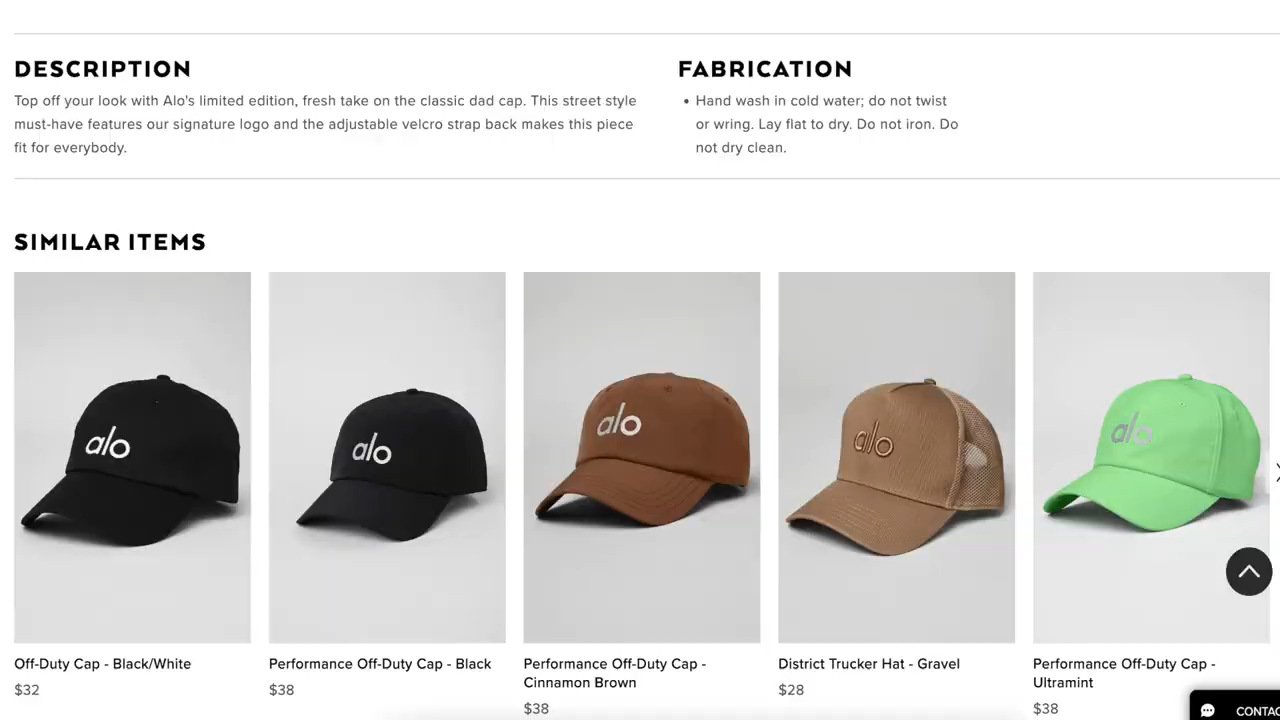 DESCRIPTION
Top off your look with Alo's limited edition, fresh take on the classic dad cap. This street style
must-have features our signature logo and the adjustable velcro strap back makes this piece
fit for everybody.
FABRICATION
• Hand wash in cold water; do not twist
or wring. Lay flat to dry. Do not iron. Do
not dry clean.
SIMILAR ITEMS
alo
alo
alo
alo
alo
Off-Duty Cap - Black/White
$32
Performance Off-Duty Cap - Black
$38
Performance Off-Duty Cap -
Cinnamon Brown
$38
District Trucker Hat - Gravel
$28
Performance Off-Duty Cap -
Ultramint
$38
CONTAC